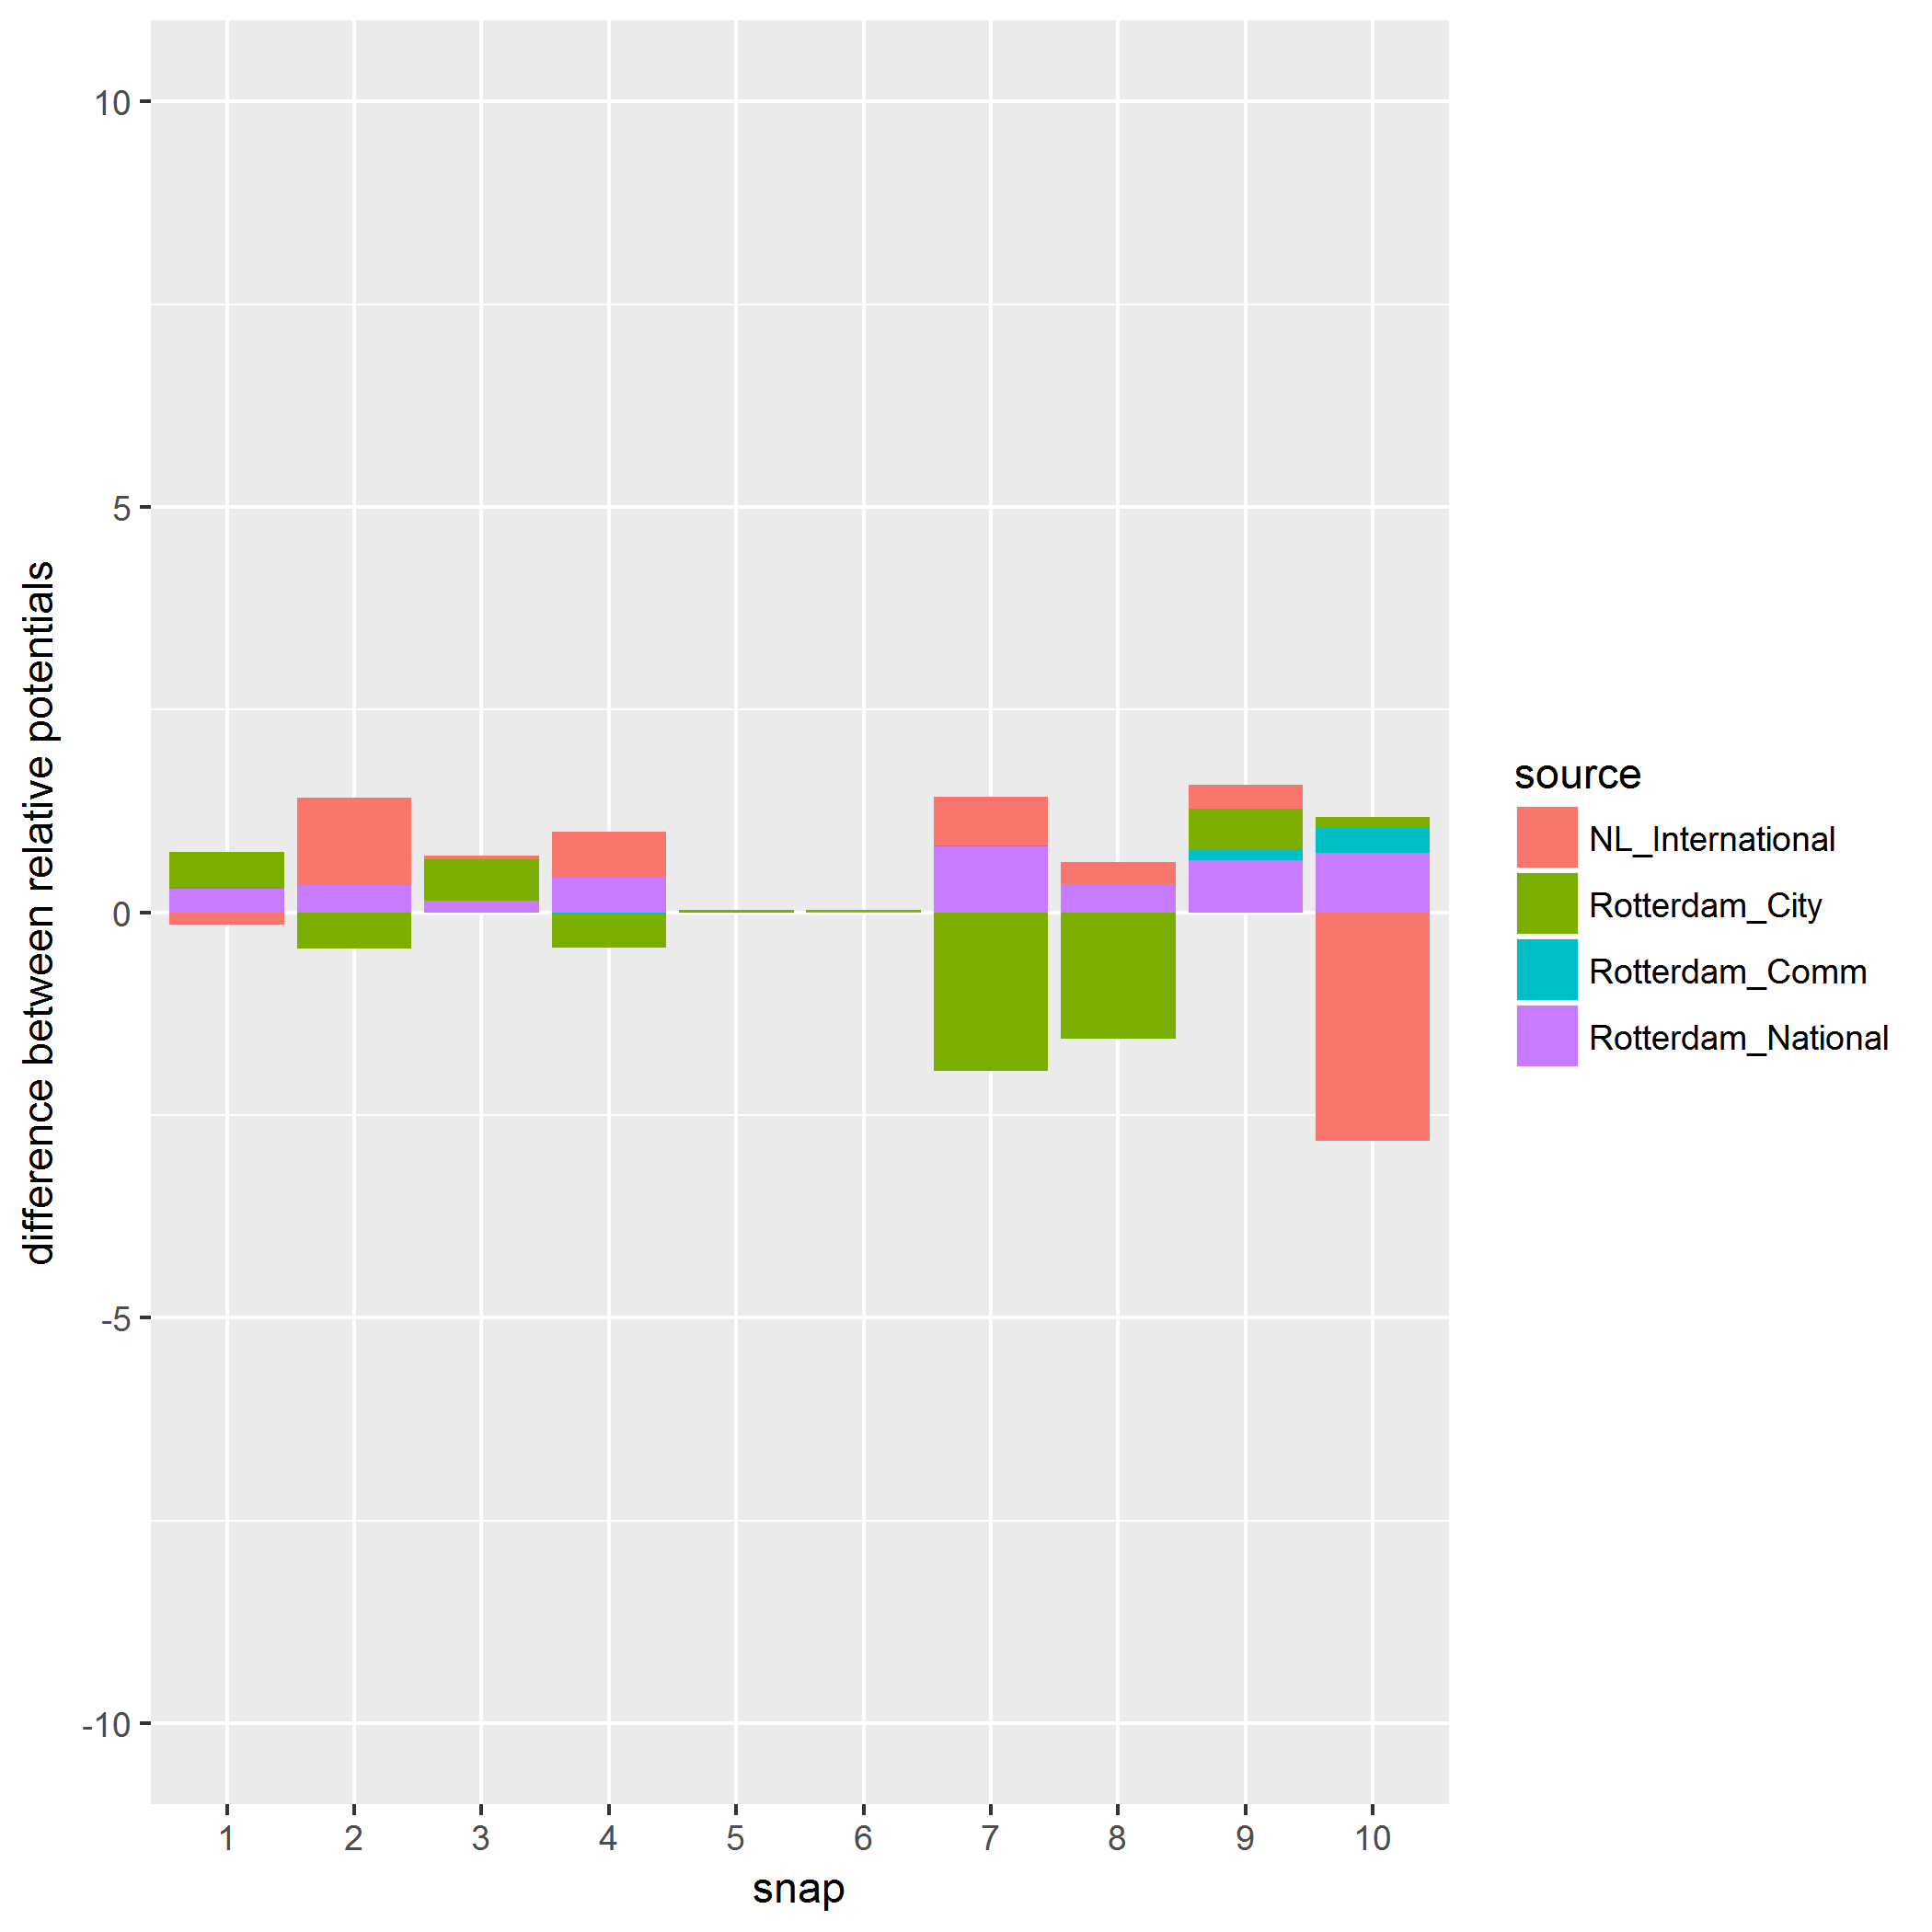 difference between relative potentials
10
5
0
-5
-10
1 2 3 4 5 6 7 8 9 10
snap
source
NL_International
Rotterdam_City
Rotterdam_Comm
Rotterdam_National